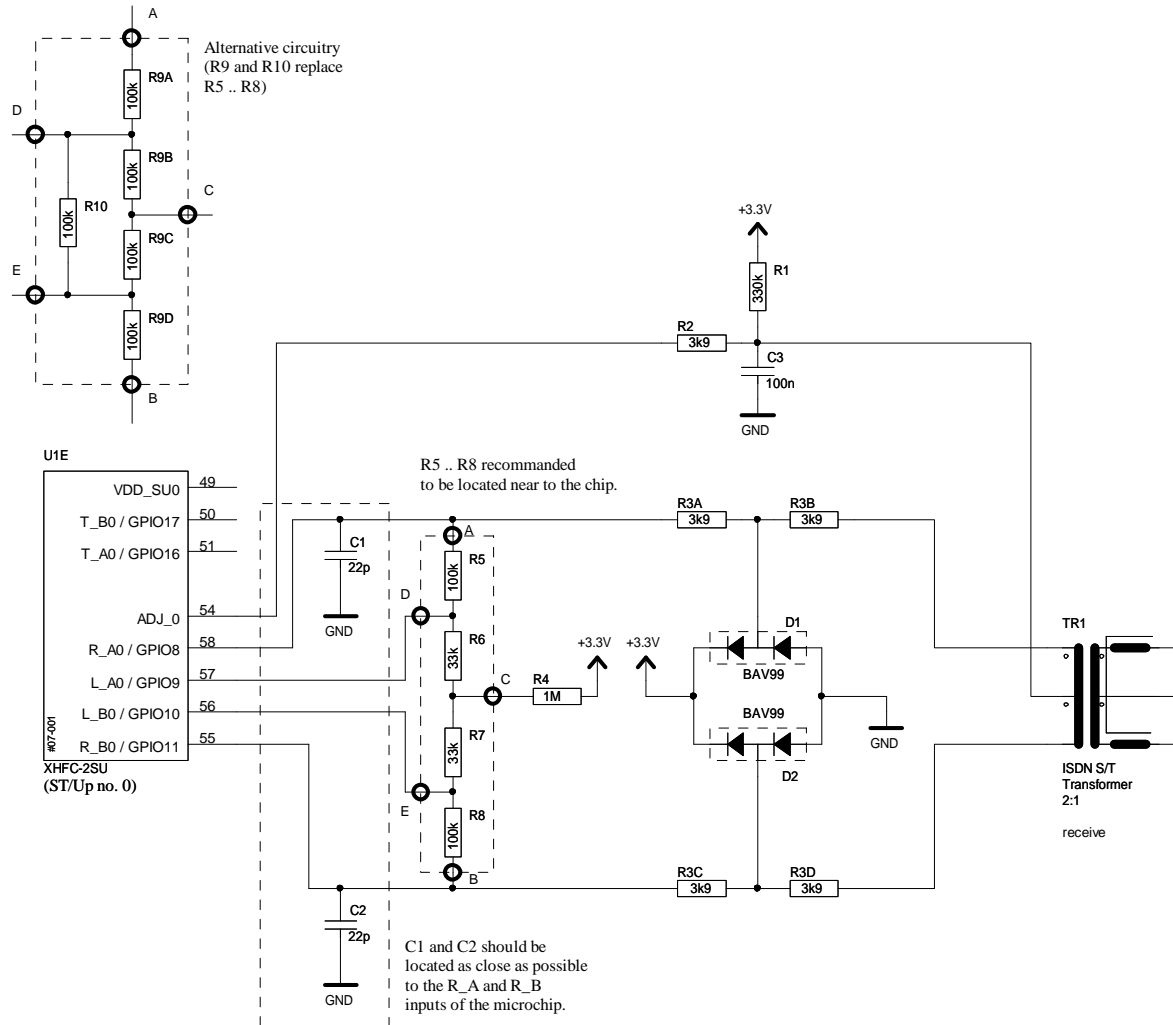 A
Alternative circuitry
(R9 and R10 replace
R5 .. R8)
R9A
100k
D
R9B
100k
C
R10
100k
R9C
100k
E
R9D
100k
B
+3.3V
R1
330k
R2
3k9
C3
100n
GND
U1E
VDD_SU0
49
T_B0 / GPIO17
50
T_A0 / GPIO16
51
ADJ_0
54
R_A0 / GPIO8
58
L_A0 / GPIO9
57
L_B0 / GPIO10
56
R_B0 / GPIO11
55
#07-001
XHFC-2SU
(ST/Up no. 0)
R5 .. R8 recommanded
to be located near to the chip.
C1
22p
GND
A
R5
100k
D
R6
33k
C
R4
1M
+3.3V
+3.3V
R7
33k
E
R8
100k
B
R3A
3k9
R3B
3k9
D1
BAV99
BAV99
D2
GND
TR1
ISDN S/T
Transformer
2:1
receive
R3C
3k9
R3D
3k9
C2
22p
GND
C1 and C2 should be
located as close as possible
to the R_A and R_B
inputs of the microchip.